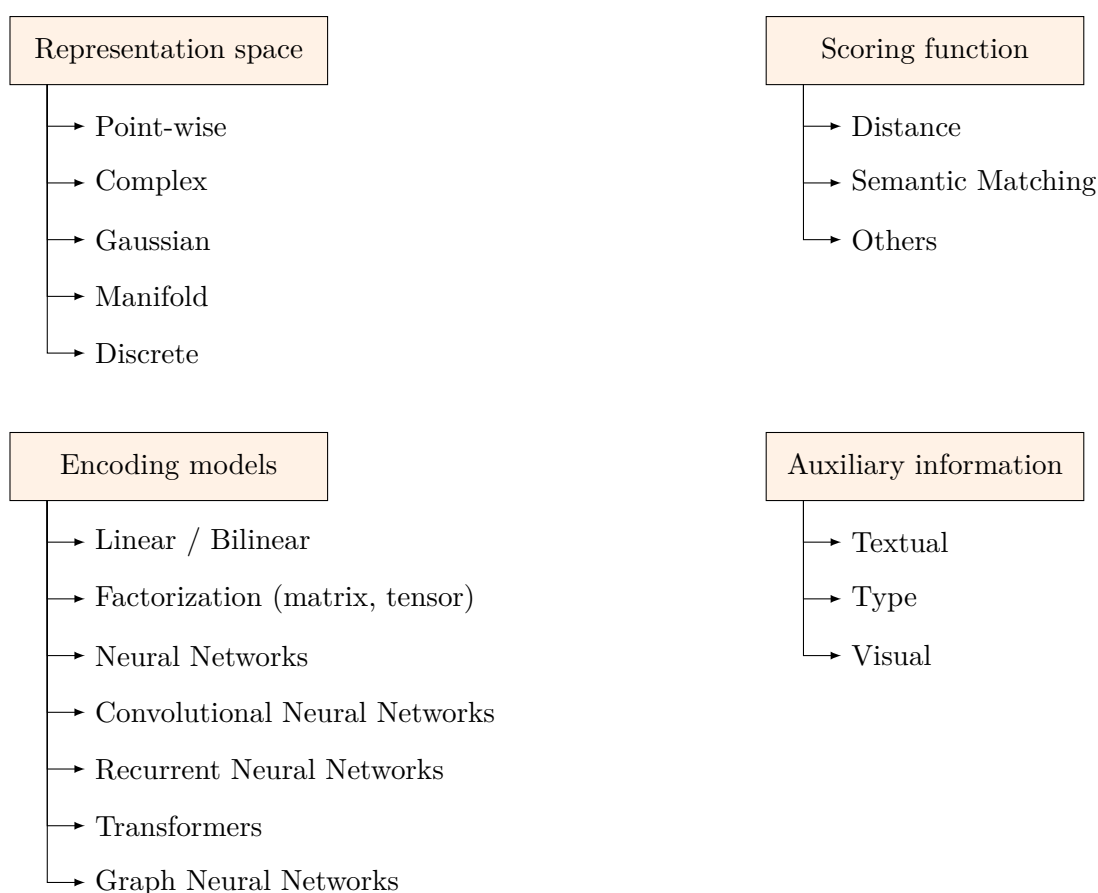 Representation space
Point-wise
Complex
Gaussian
Manifold
Discrete
Scoring function
Distance
Semantic Matching
Others
Encoding models
Linear / Bilinear
Factorization (matrix, tensor)
Neural Networks
Convolutional Neural Networks
Recurrent Neural Networks
Transformers
Graph Neural Networks
Auxiliary information
Textual
Type
Visual